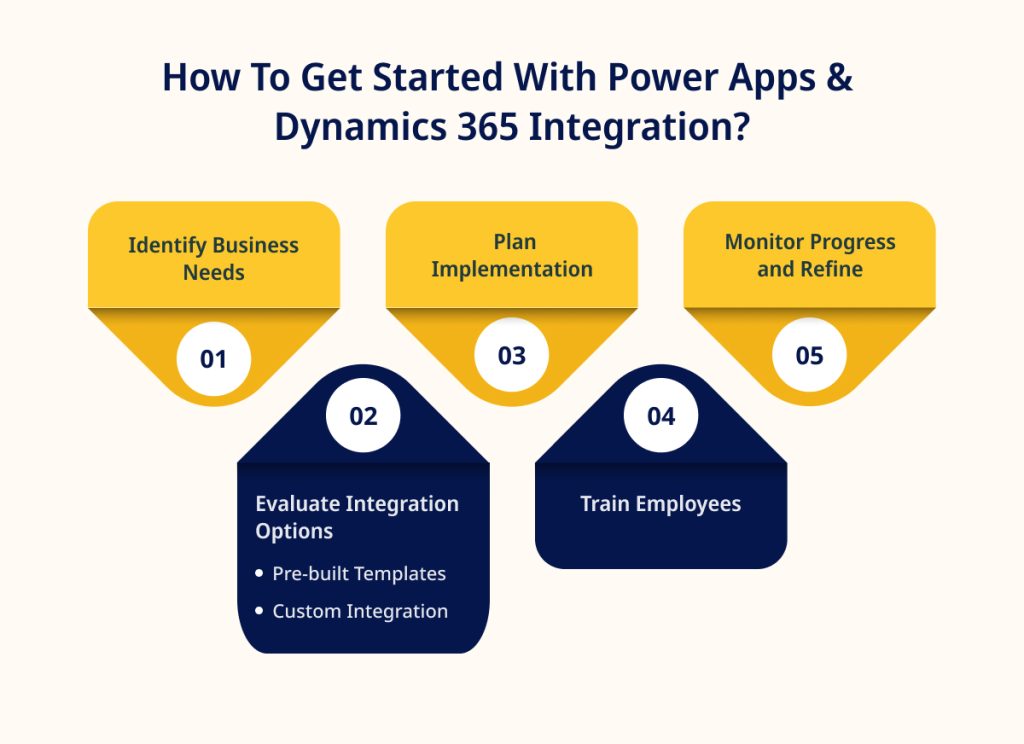 How To Get Started With Power Apps &
Dynamics 365 Integration?
Identify Business
Needs
01
02
Evaluate Integration
Options
• Pre-built Templates
• Custom Integration
Plan
Implementation
03
04
Train Employees
Monitor Progress
and Refine
05